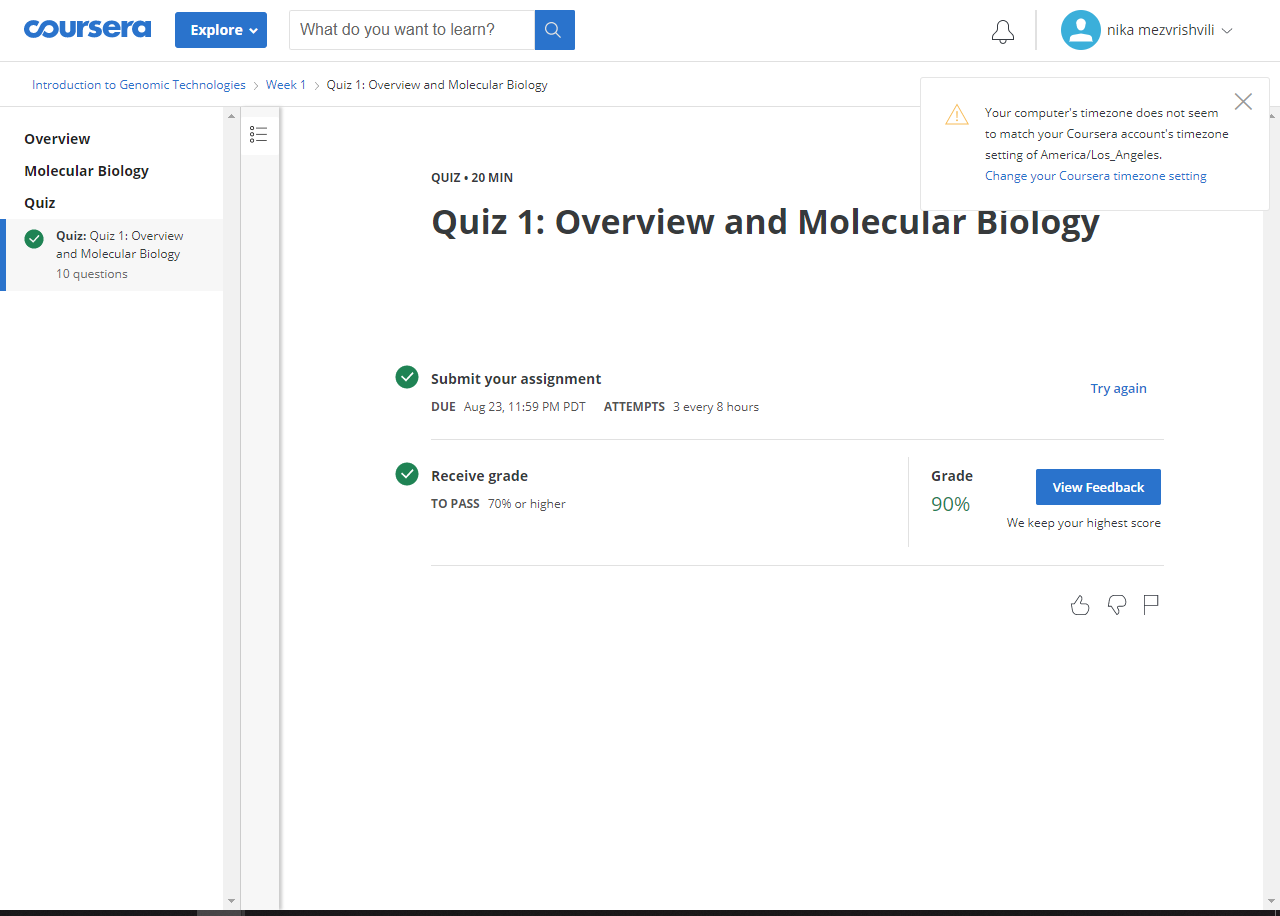 coursera
Explore
What do you want to learn?
nika mezvrishvili
Introduction to Genomic Technologies
Week 1
Quiz 1: Overview and Molecular Biology
Your computer's timezone does not seem
to match your Coursera account's timezone
setting of America/Los_Angeles.
Change your Coursera timezone setting
Overview
Molecular Biology
Quiz
Quiz: Quiz 1: Overview
and Molecular Biology
10 questions
QUIZ • 20 MIN
Quiz 1: Overview and Molecular Biology
Submit your assignment
DUE Aug 23, 11:59 PM PDT ATTEMPTS 3 every 8 hours
Try again
Receive grade
TO PASS 70% or higher
Grade
90%
View Feedback
We keep your highest score